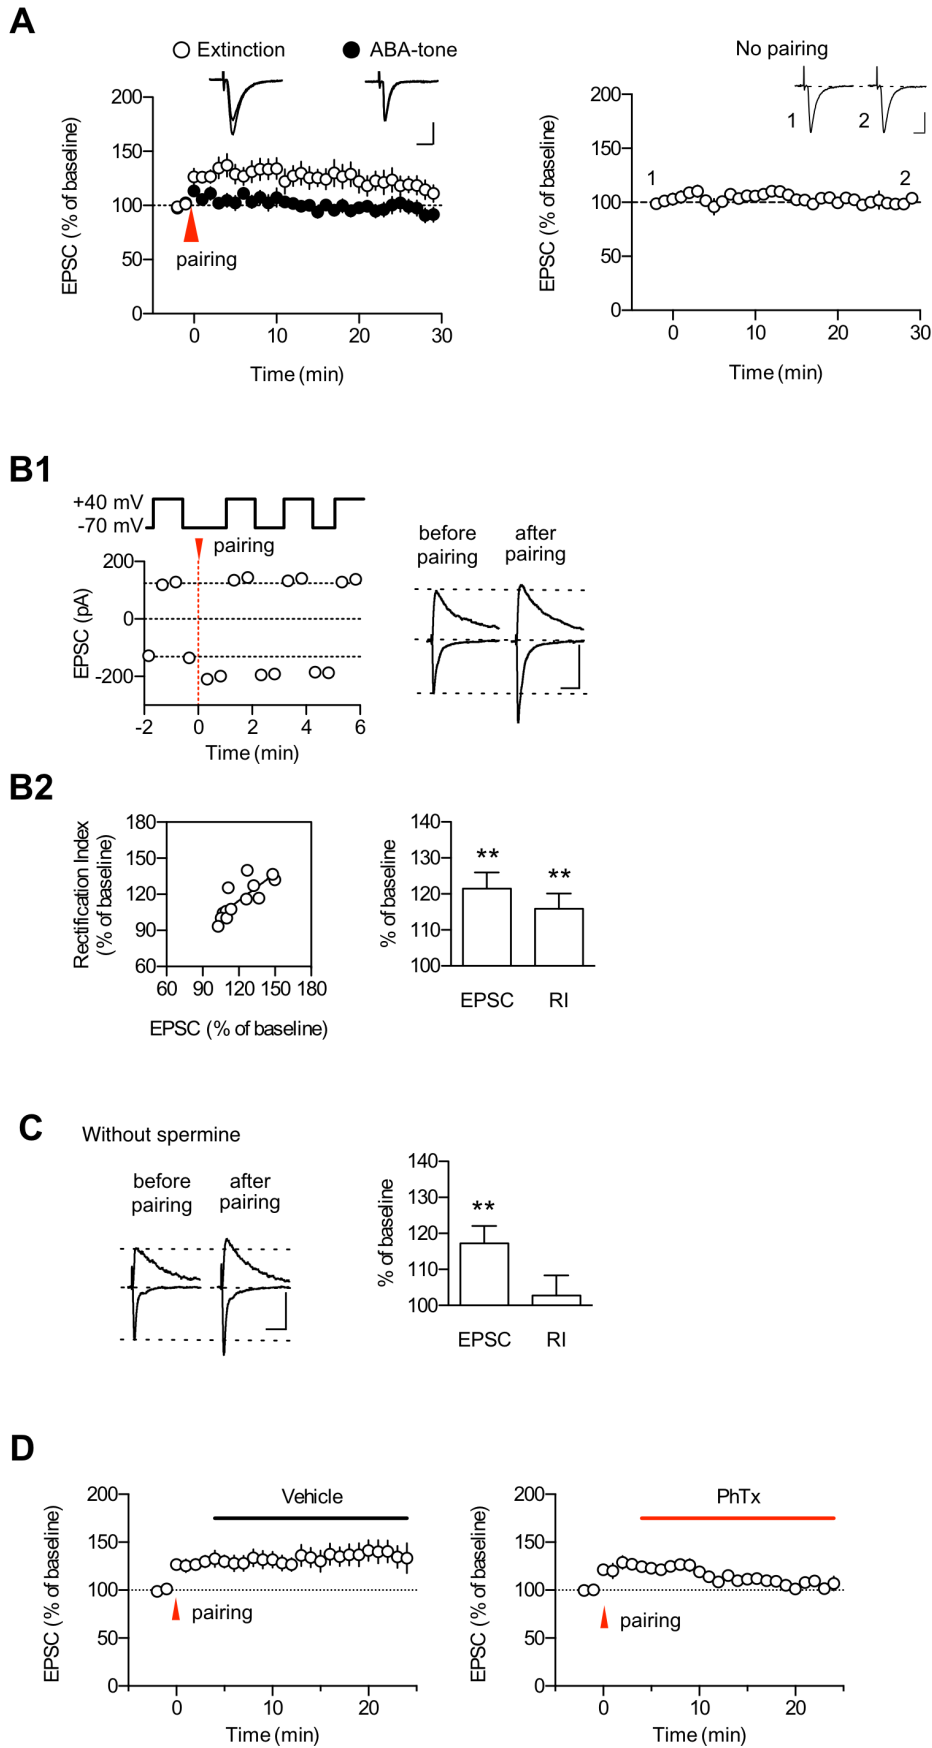 A
Extinction
ABA-tone
200
150
100
50
0
EPSC (% of baseline)
pairing
0
10
20
30
Time (min)
No pairing
1
2
200
150
100
50
0
EPSC (% of baseline)
1
2
0
10
20
30
Time (min)
B1
+40 mV
-70 mV
pairing
200
0
-200
EPSC (pA)
-2
0
2
4
6
Time (min)
before
pairing
after
pairing
B2
180
150
120
90
60
Rectification Index
(% of baseline)
60
90
120
150
180
EPSC (% of baseline)
140
130
120
110
100
% of baseline
**
**
EPSC
RI
C
Without spermine
before
pairing
after
pairing
140
130
120
110
100
% of baseline
**
EPSC
RI
D
Vehicle
200
150
100
50
0
EPSC (% of baseline)
pairing
0
10
20
Time (min)
PhTx
200
150
100
50
0
EPSC (% of baseline)
pairing
0
10
20
Time (min)